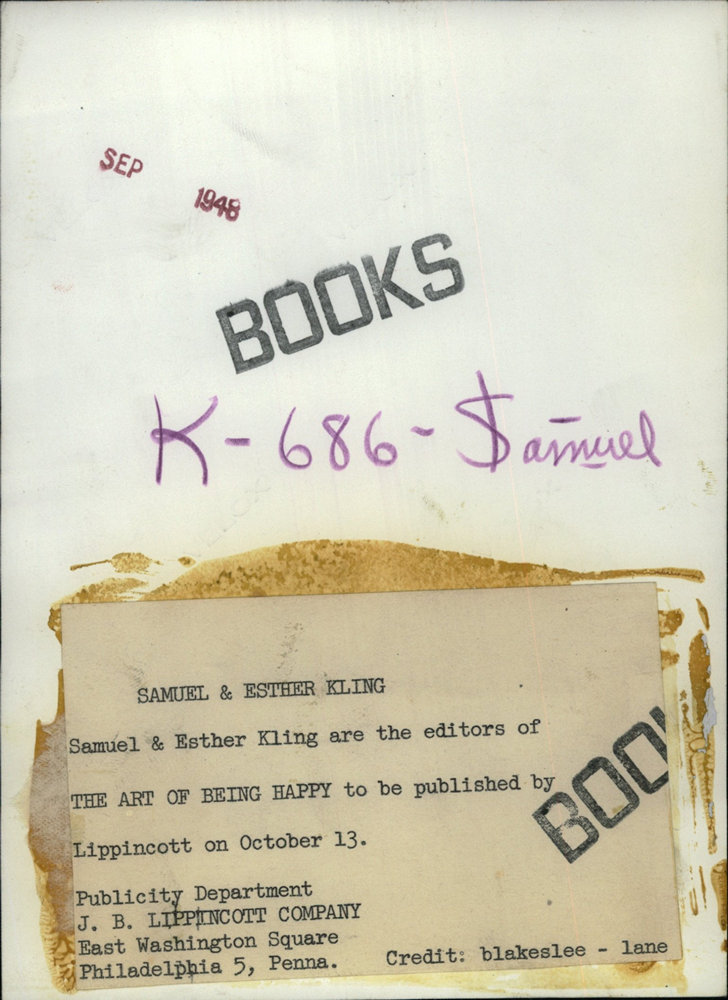 SEP 1948
BOOKS
K-686-Samuel
SAMUEL & ESTHER KLING
Samuel & Esther Kling are the editors of
THE ART OF BEING HAPPY to be published by
Lippincott on October 13.
BOO
Publicity Department
J. B. LIPPINCOTT COMPANY
East Washington Square
Philadelphia 5, Penna. Credit: blakeslee - lane